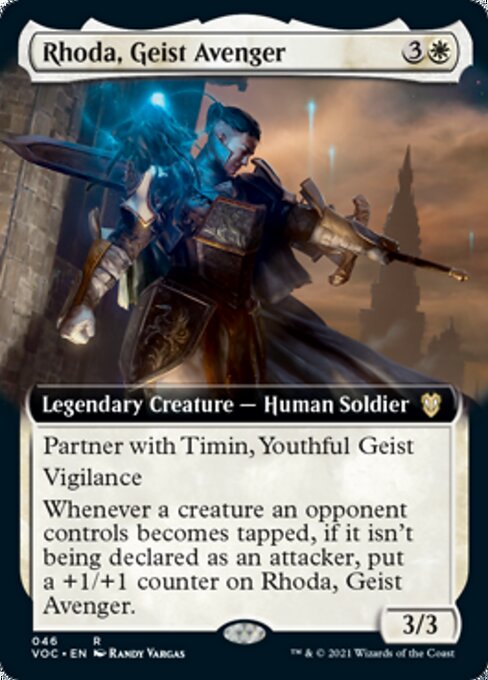 Rhoda, Geist Avenger 3
Legendary Creature — Human Soldier
Partner with Timin, Youthful Geist
Vigilance
Whenever a creature an opponent
controls becomes tapped, if it isn't
being declared as an attacker, put
a +1/+1 counter on Rhoda, Geist
Avenger.
3/3
046 R
VOC • EN RANDY VARGAS ™ & © 2021 Wizards of the Coast